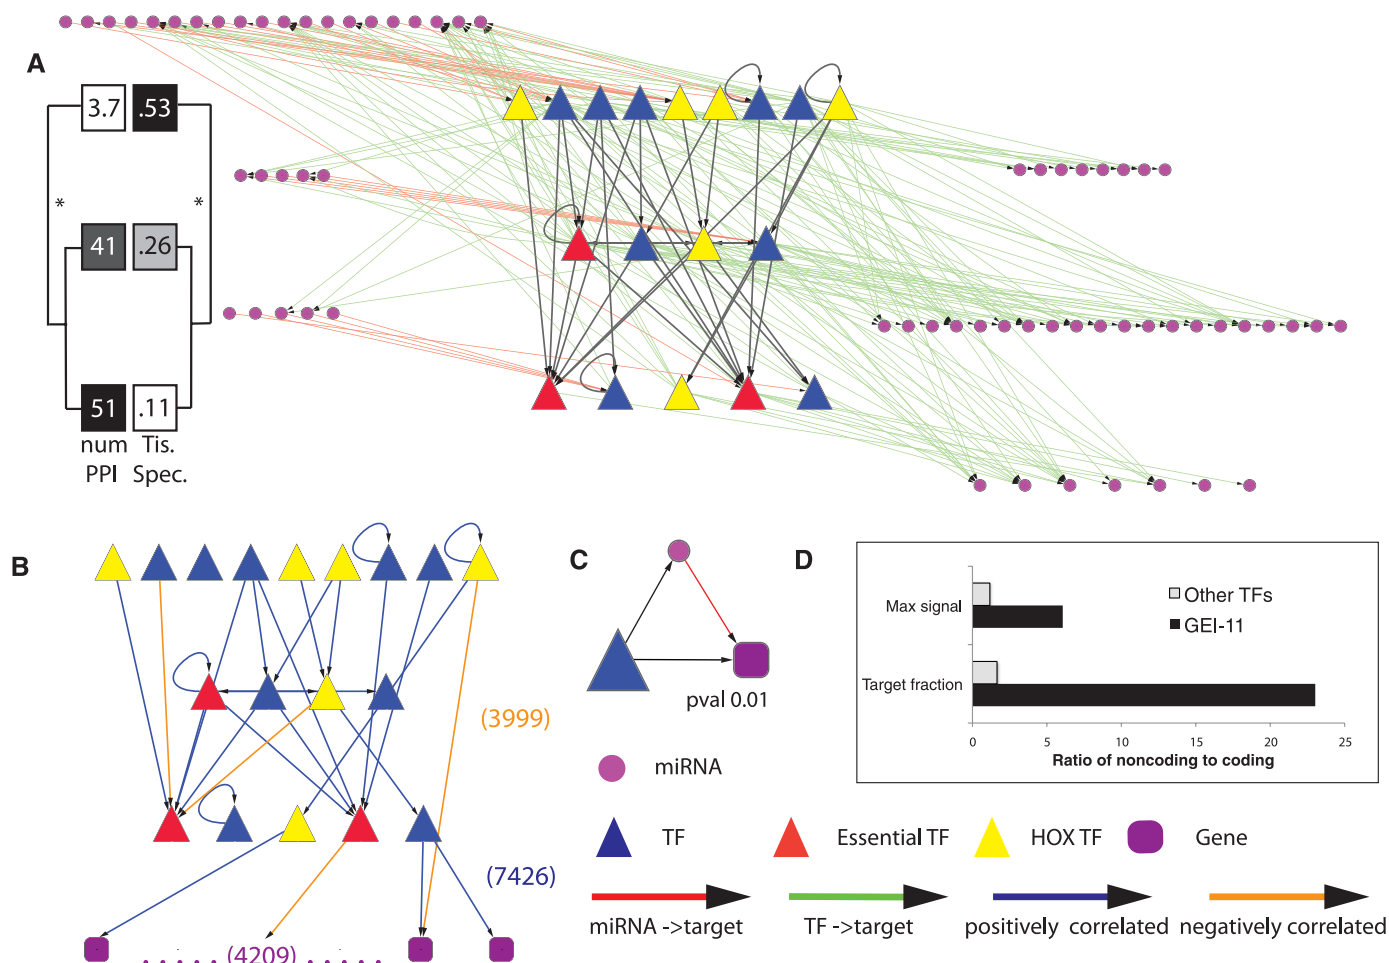 A
3.7 .53
* *
41 .26
51 .11
num Tis.
PPI Spec.
B
(3999)
(7426)
(4209)
C
pval 0.01
D
Other TFs
GEI-11
Max signal
Target fraction
0 5 10 15 20 25
Ratio of noncoding to coding
miRNA
TF Essential TF HOX TF Gene
miRNA ->target TF ->target positively correlated negatively correlated